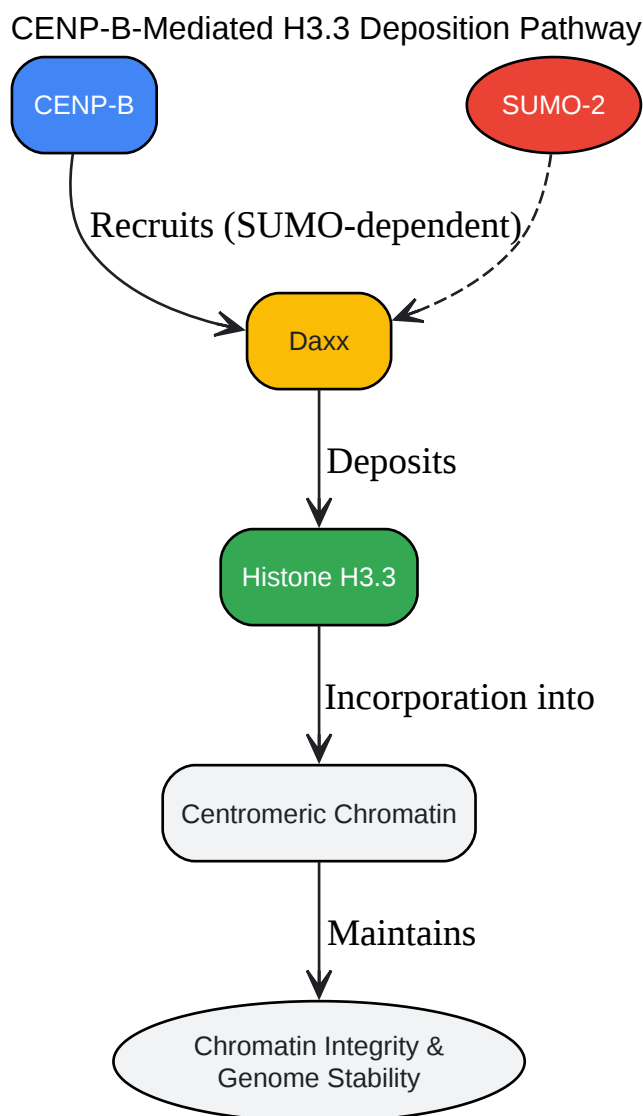 CENP-B-Mediated H3.3 Deposition Pathway
CENP-B
SUMO-2
Recruits (SUMO-dependent)
Daxx
Deposits
Histone H3.3
Incorporation into
Centromeric Chromatin
Maintains
Chromatin Integrity &
Genome Stability